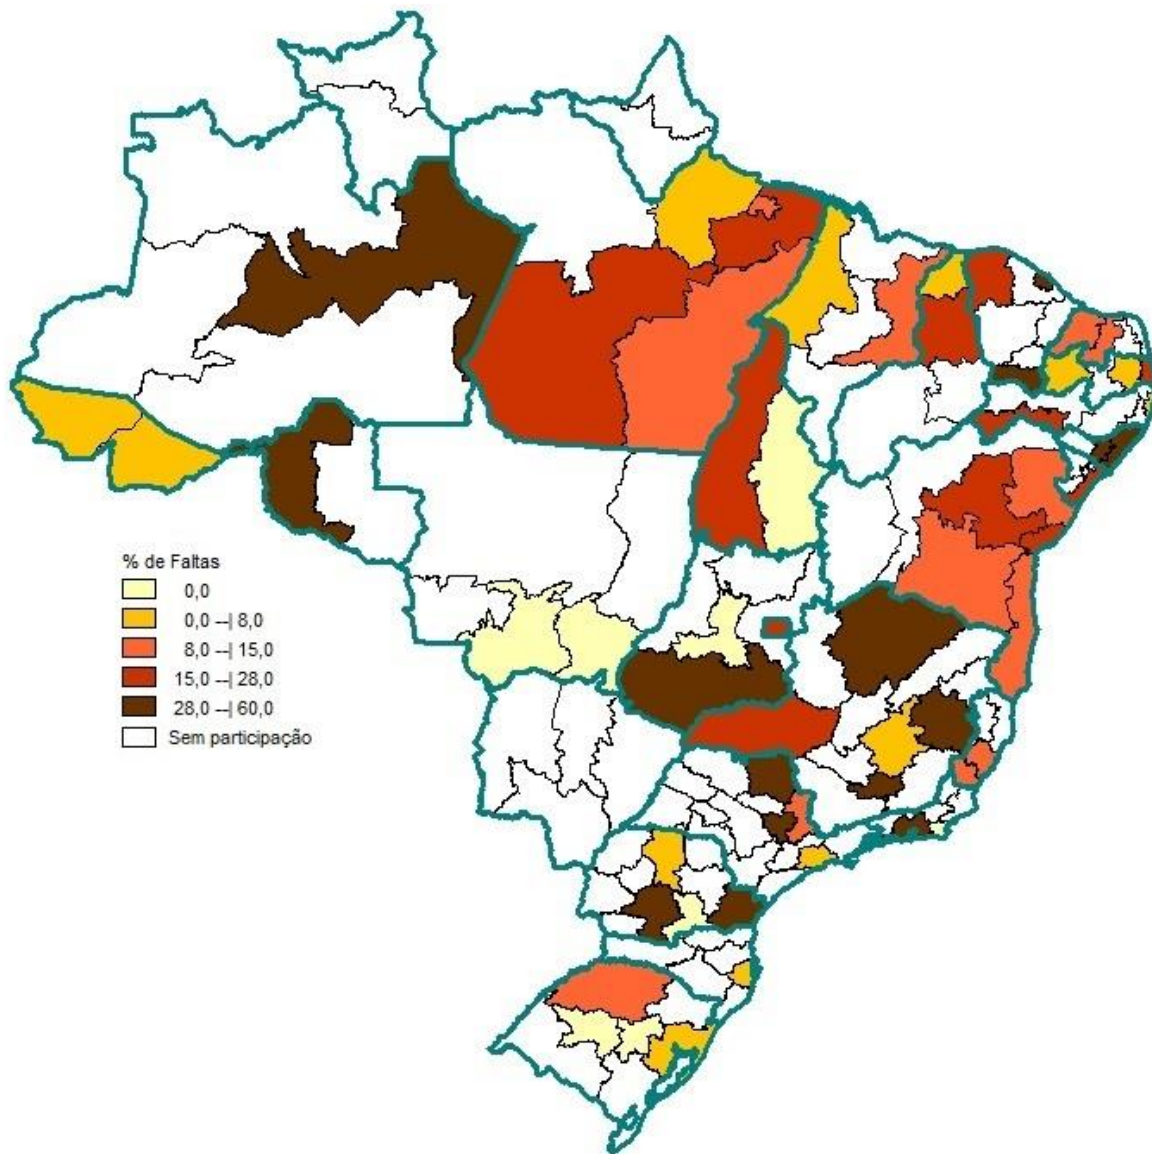 % de Faltas
0,0
0,0 --| 8,0
8,0 --| 15,0
15,0 --| 28,0
28,0 --| 60,0
Sem participação